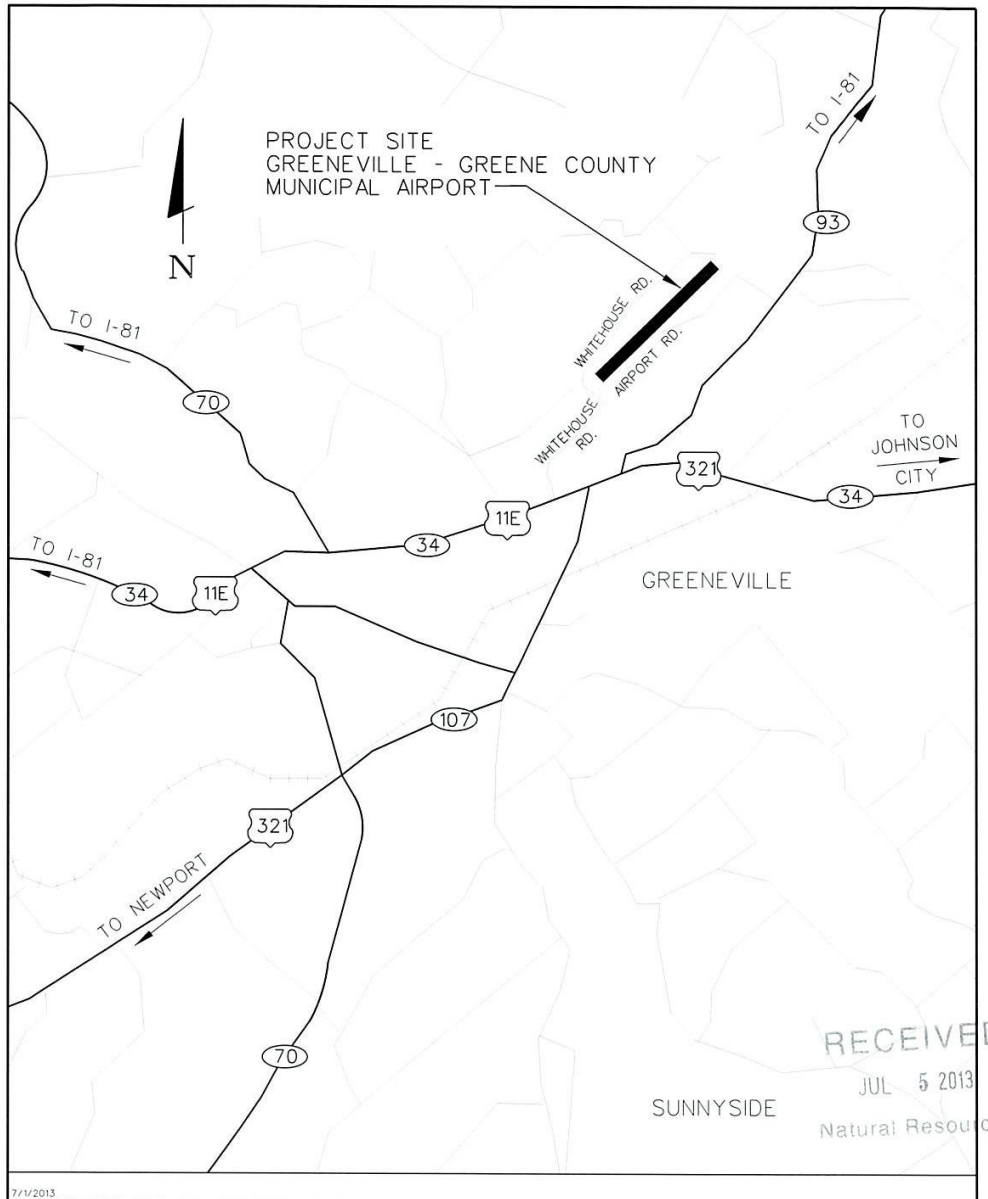 TO I-81
PROJECT SITE
GREENEVILLE - GREENE COUNTY
MUNICIPAL AIRPORT
93
N
WHITEHOUSE RD.
AIRPORT RD.
TO I-81
70
WHITEHOUSE
RD.
TO
JOHNSON
CITY
321
34
11E
34
TO I-81
34
11E
GREENEVILLE
107
321
TO NEWPORT
70
RECEIVED
JUL 5 2013
SUNNYSIDE
Natural Resourc
7/1/2013